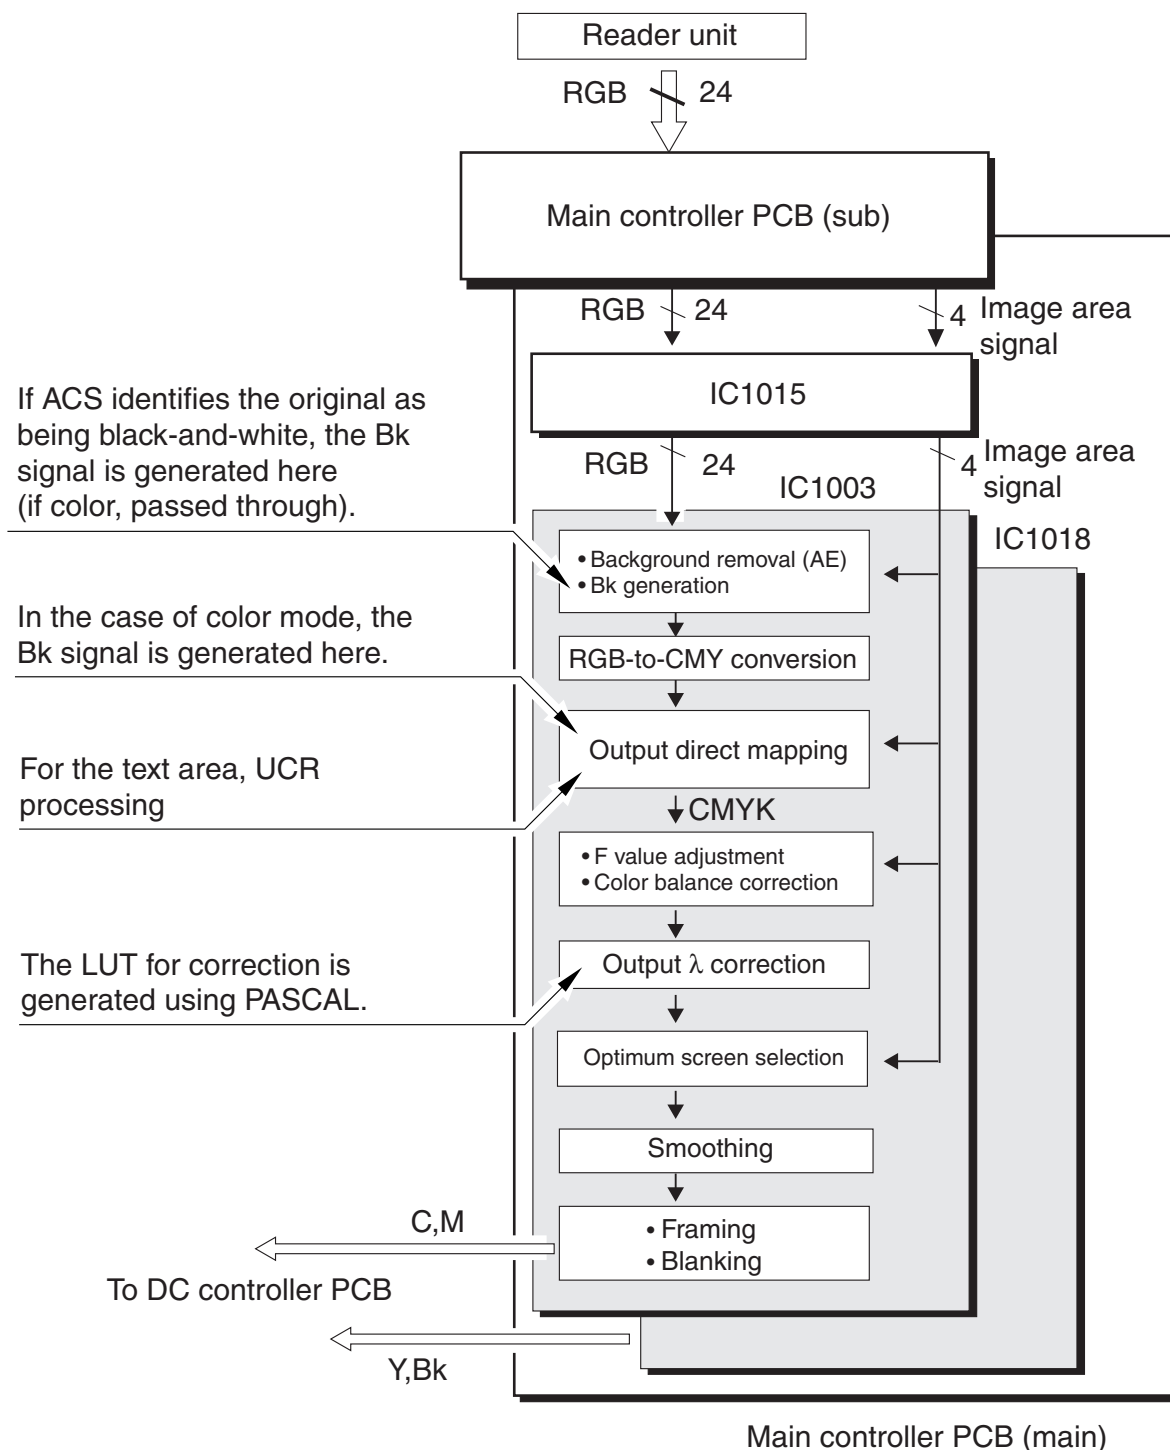 Reader unit
RGB 24
Main controller PCB (sub)
RGB 24
4 Image area
signal
IC1015
If ACS identifies the original as
being black-and-white, the Bk
signal is generated here
(if color, passed through).
RGB 24
4 Image area
signal
IC1003
IC1018
• Background removal (AE)
• Bk generation
In the case of color mode, the
Bk signal is generated here.
RGB-to-CMY conversion
Output direct mapping
For the text area, UCR
processing
CMYK
• F value adjustment
• Color balance correction
The LUT for correction is
generated using PASCAL.
Output λ correction
Optimum screen selection
Smoothing
• Framing
• Blanking
C,M
To DC controller PCB
Y,Bk
Main controller PCB (main)